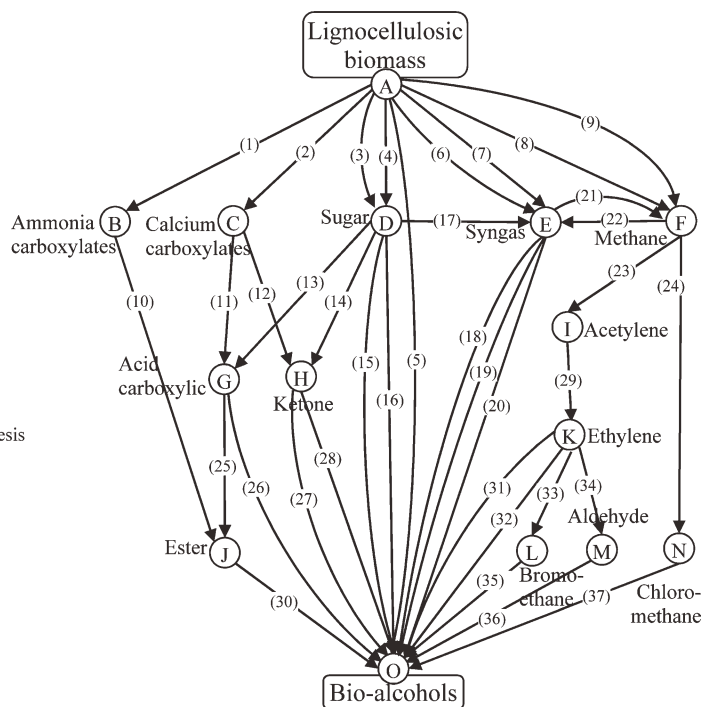 Lignocellulosic
biomass
A
(1)
(2)
(3)
(4)
(6)
(7)
(8)
(9)
Ammonia
carboxylates
B
Calcium
carboxylates
C
Sugar
D
(17)
Syngas
E
(21)
(22)
Methane
F
(10)
(11)
(12)
(13)
(14)
(15)
(5)
(16)
(18)
(19)
(20)
(23)
(24)
I
Acetylene
Acid
carboxylic
G
H
Ketone
(29)
esis
K
Ethylene
(25)
(26)
(27)
(28)
(31)
(32)
(33)
(34)
Aldehyde
Ester
J
L
M
N
Bromo-
ethane
Chloro-
methane
(30)
(35)
(36)
(37)
O
Bio-alcohols